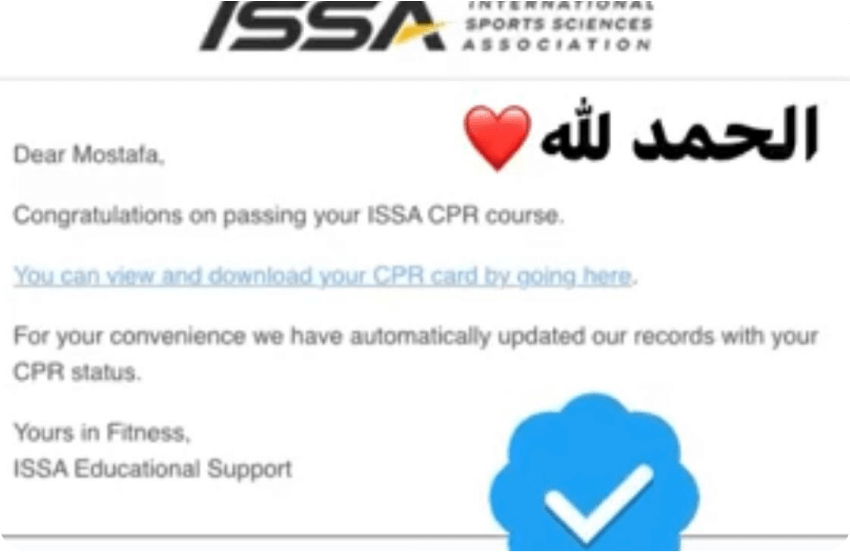 ISSA
INTERNATIONAL
SPORTS SCIENCES
ASSOCIATION
الحمد لله
Dear Mostafa,
Congratulations on passing your ISSA CPR course.
You can view and download your CPR card by going here.
For your convenience we have automatically updated our records with your
CPR status.
Yours in Fitness,
ISSA Educational Support